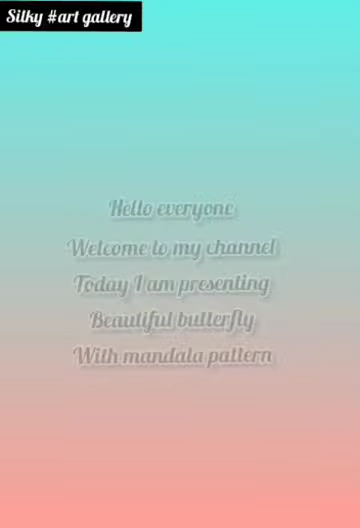 Silky #art gallery
Hello everyone
Welcome to my channel
Today I am presenting
Beautiful butterfly
With mandala pattern